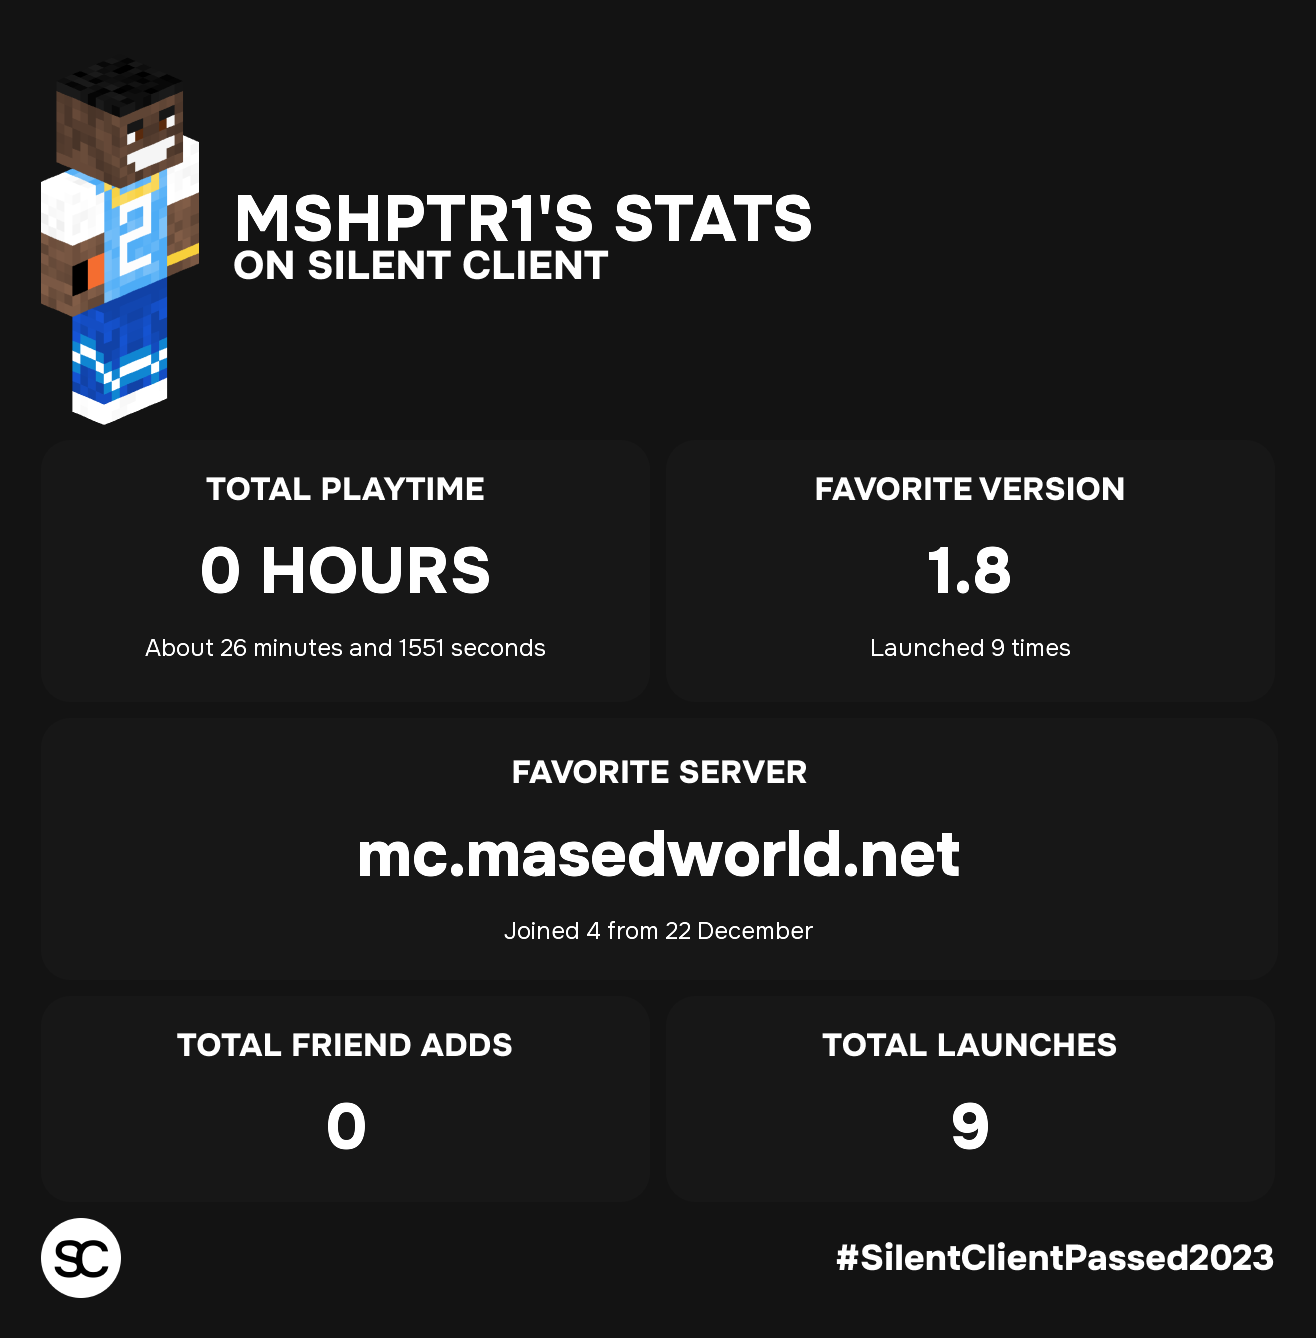 MSHPTR1'S STATS
ON SILENT CLIENT
2
TOTAL PLAYTIME
0 HOURS
About 26 minutes and 1551 seconds
FAVORITE VERSION
1.8
Launched 9 times
FAVORITE SERVER
mc.masedworld.net
Joined 4 from 22 December
TOTAL FRIEND ADDS
0
TOTAL LAUNCHES
9
SC
#SilentClientPassed2023